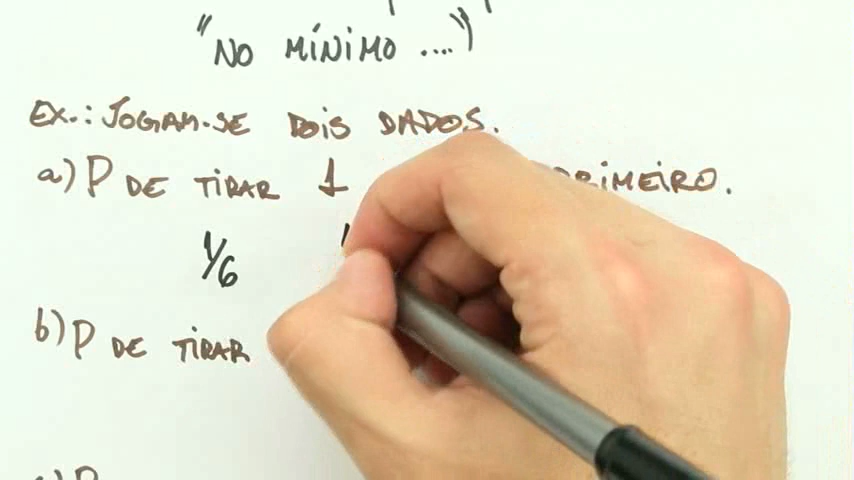 "NO MÍNIMO ....")
EX.: JOGAM-SE DOIS DADOS.
a) P DE TIRAR 1 PRIMEIRO.
1/6
b) P DE TIRAR